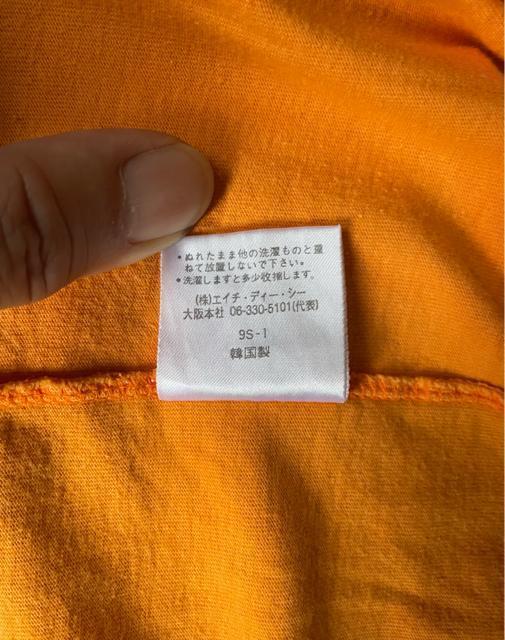 ・ぬれたまま他の洗濯ものと重
ねて放置しないで下さい。
・洗濯しますと多少収縮します。
(株)エイチ・ディー・シー
大阪本社 06-330-5101(代表)
9S-1
韓国製